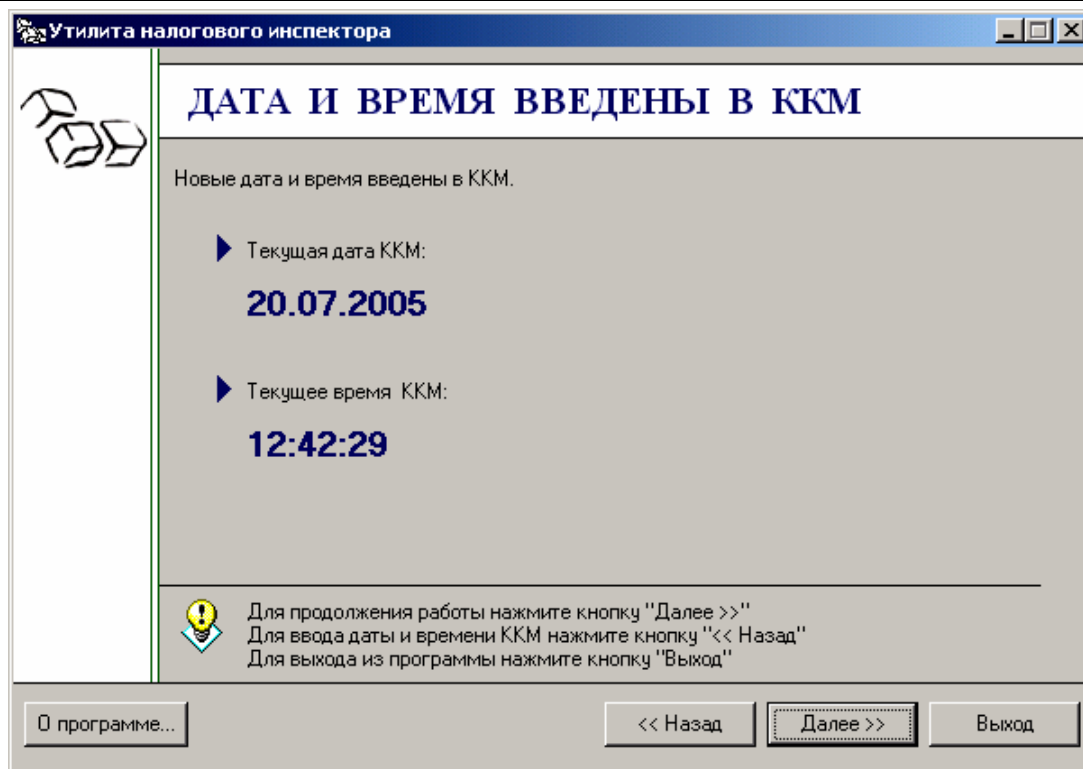 Утилита налогового инспектора
ДАТА И ВРЕМЯ ВВЕДЕНЫ В ККМ
Новые дата и время введены в ККМ.
Текущая дата ККМ:
20.07.2005
Текущее время ККМ:
12:42:29
Для продолжения работы нажмите кнопку "Далее >>"
Для ввода даты и времени ККМ нажмите кнопку "<< Назад"
Для выхода из программы нажмите кнопку "Выход"
О программе... << Назад Далее >> Выход